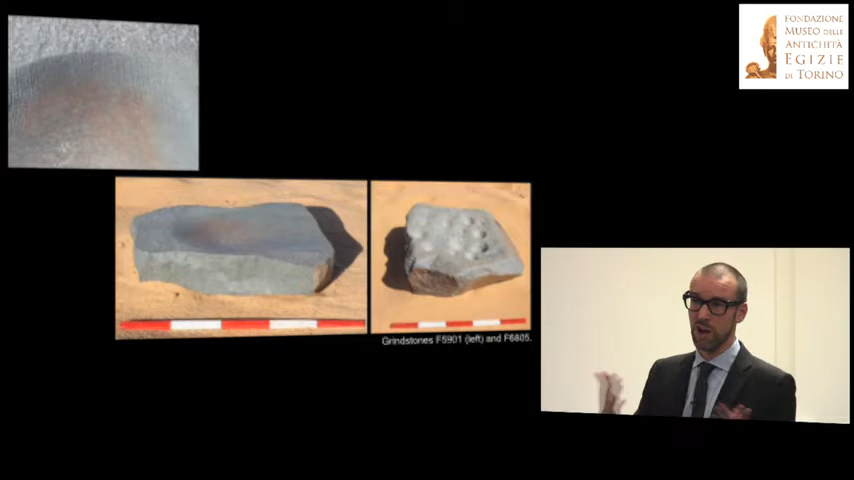 FONDAZIONE
MUSEO DELLE
ANTICHITÀ
EGIZIE
DI TORINO
Grindstones F5901 (left) and F6805.